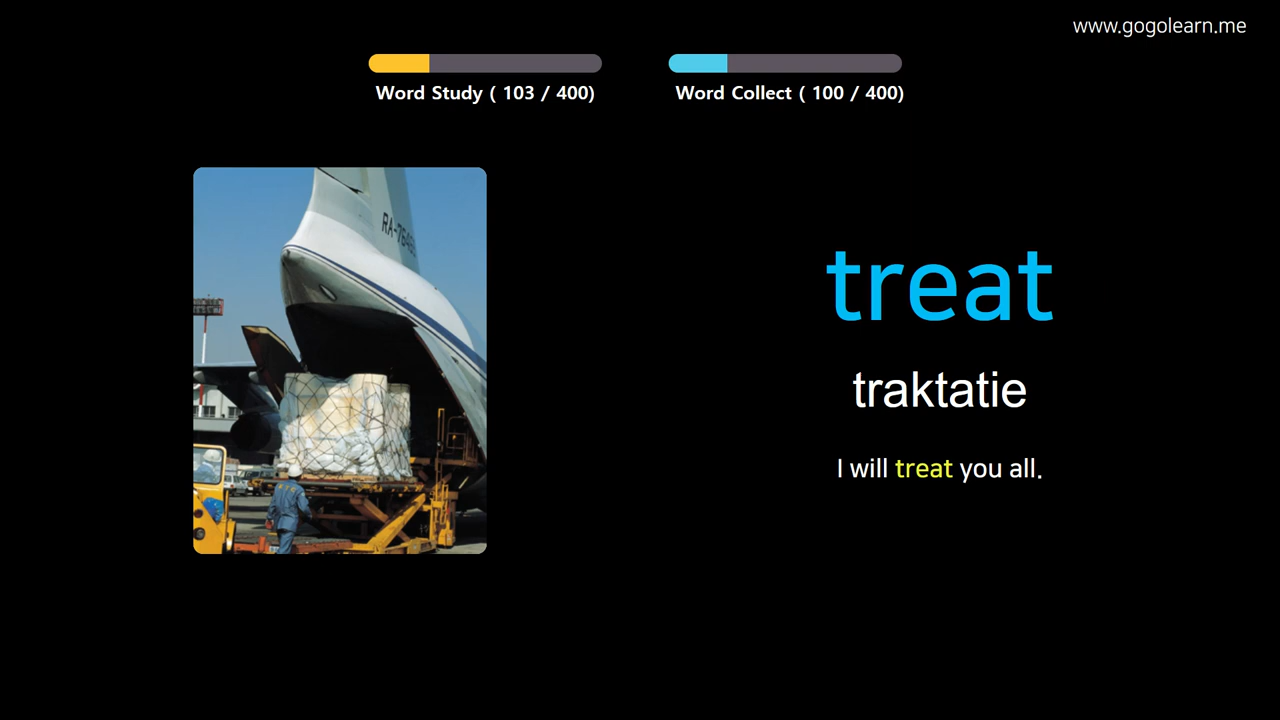 www.gogolearn.me
Word Study ( 103 / 400)
Word Collect ( 100 / 400)
treat
traktatie
I will treat you all.